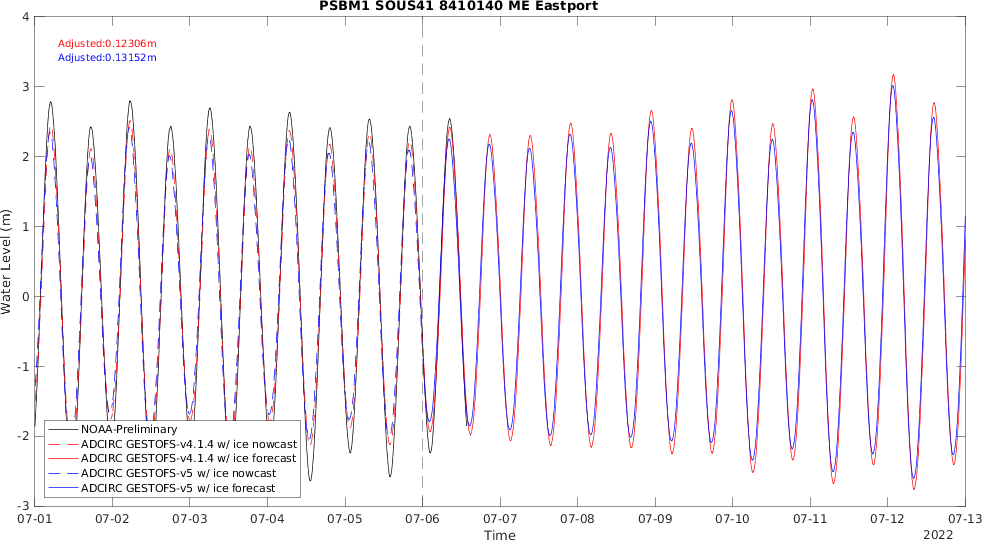 PSBM1 SOUS41 8410140 ME Eastport
Adjusted:0.12306m
Adjusted:0.13152m
4
3
2
1
0
-1
-2
-3
Water Level (m)
NOAA-Preliminary
ADCIRC GESTOFS-v4.1.4 w/ ice nowcast
ADCIRC GESTOFS-v4.1.4 w/ ice forecast
ADCIRC GESTOFS-v5 w/ ice nowcast
ADCIRC GESTOFS-v5 w/ ice forecast
07-01 07-02 07-03 07-04 07-05 07-06 07-07 07-08 07-09 07-10 07-11 07-12 07-13
Time
2022